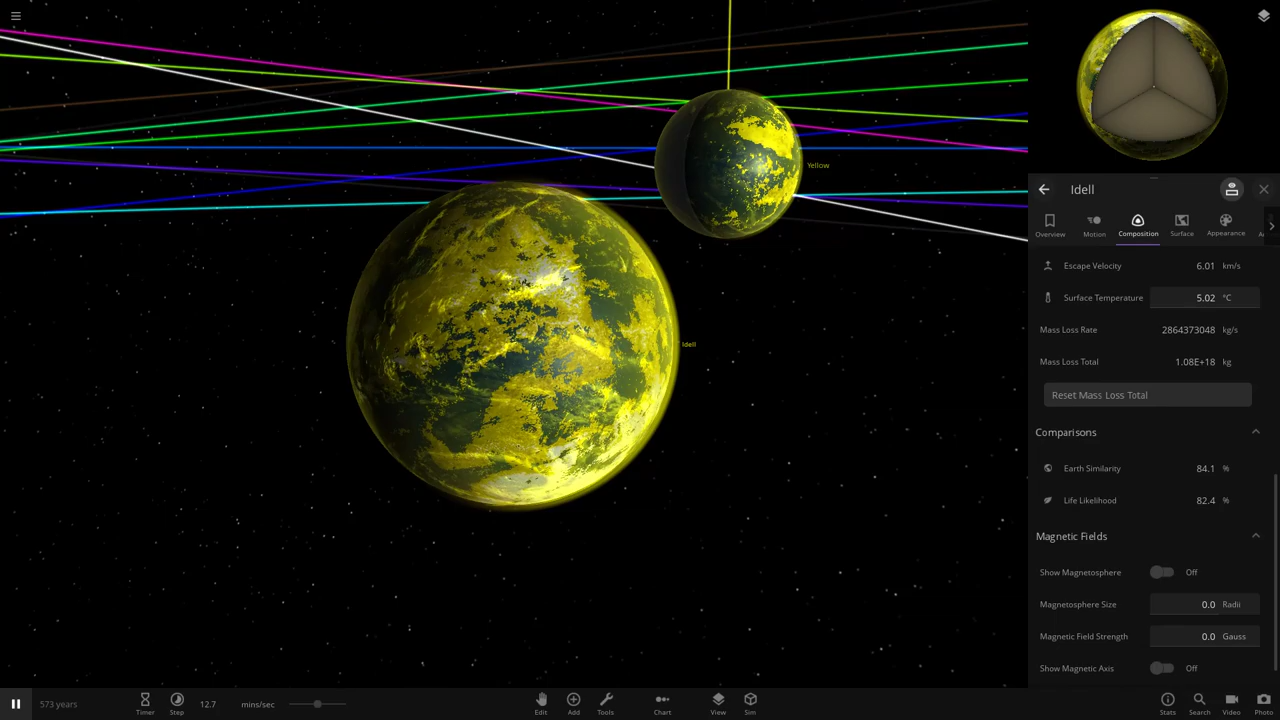 Yellow
Idell
Idell
Overview
Motion
Composition
Surface
Appearance
Escape Velocity 6.01 km/s
Surface Temperature 5.02 °C
Mass Loss Rate 2864373048 kg/s
Mass Loss Total 1.08E+18 kg
Reset Mass Loss Total
Comparisons
Earth Similarity 84.1 %
Life Likelihood 82.4 %
Magnetic Fields
Show Magnetosphere Off
Magnetosphere Size 0.0 Radii
Magnetic Field Strength 0.0 Gauss
Show Magnetic Axis Off
573 years
Timer
Step
12.7 mins/sec
Edit
Add
Tools
Chart
View
Sim
Stats
Search
Video
Photo